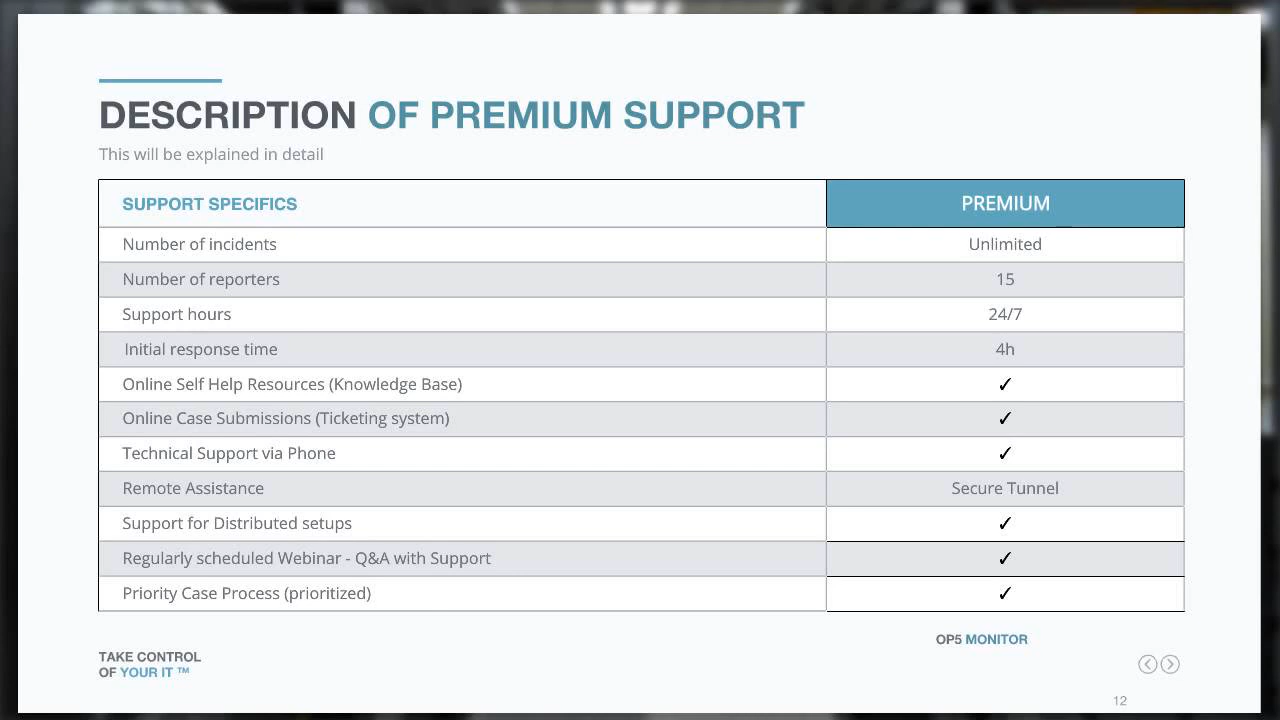 DESCRIPTION OF PREMIUM SUPPORT
This will be explained in detail
SUPPORT SPECIFICS PREMIUM
Number of incidents Unlimited
Number of reporters 15
Support hours 24/7
Initial response time 4h
Online Self Help Resources (Knowledge Base) ✓
Online Case Submissions (Ticketing system) ✓
Technical Support via Phone ✓
Remote Assistance Secure Tunnel
Support for Distributed setups ✓
Regularly scheduled Webinar - Q&A with Support ✓
Priority Case Process (prioritized) ✓
OP5 MONITOR
TAKE CONTROL
OF YOUR IT ™
12